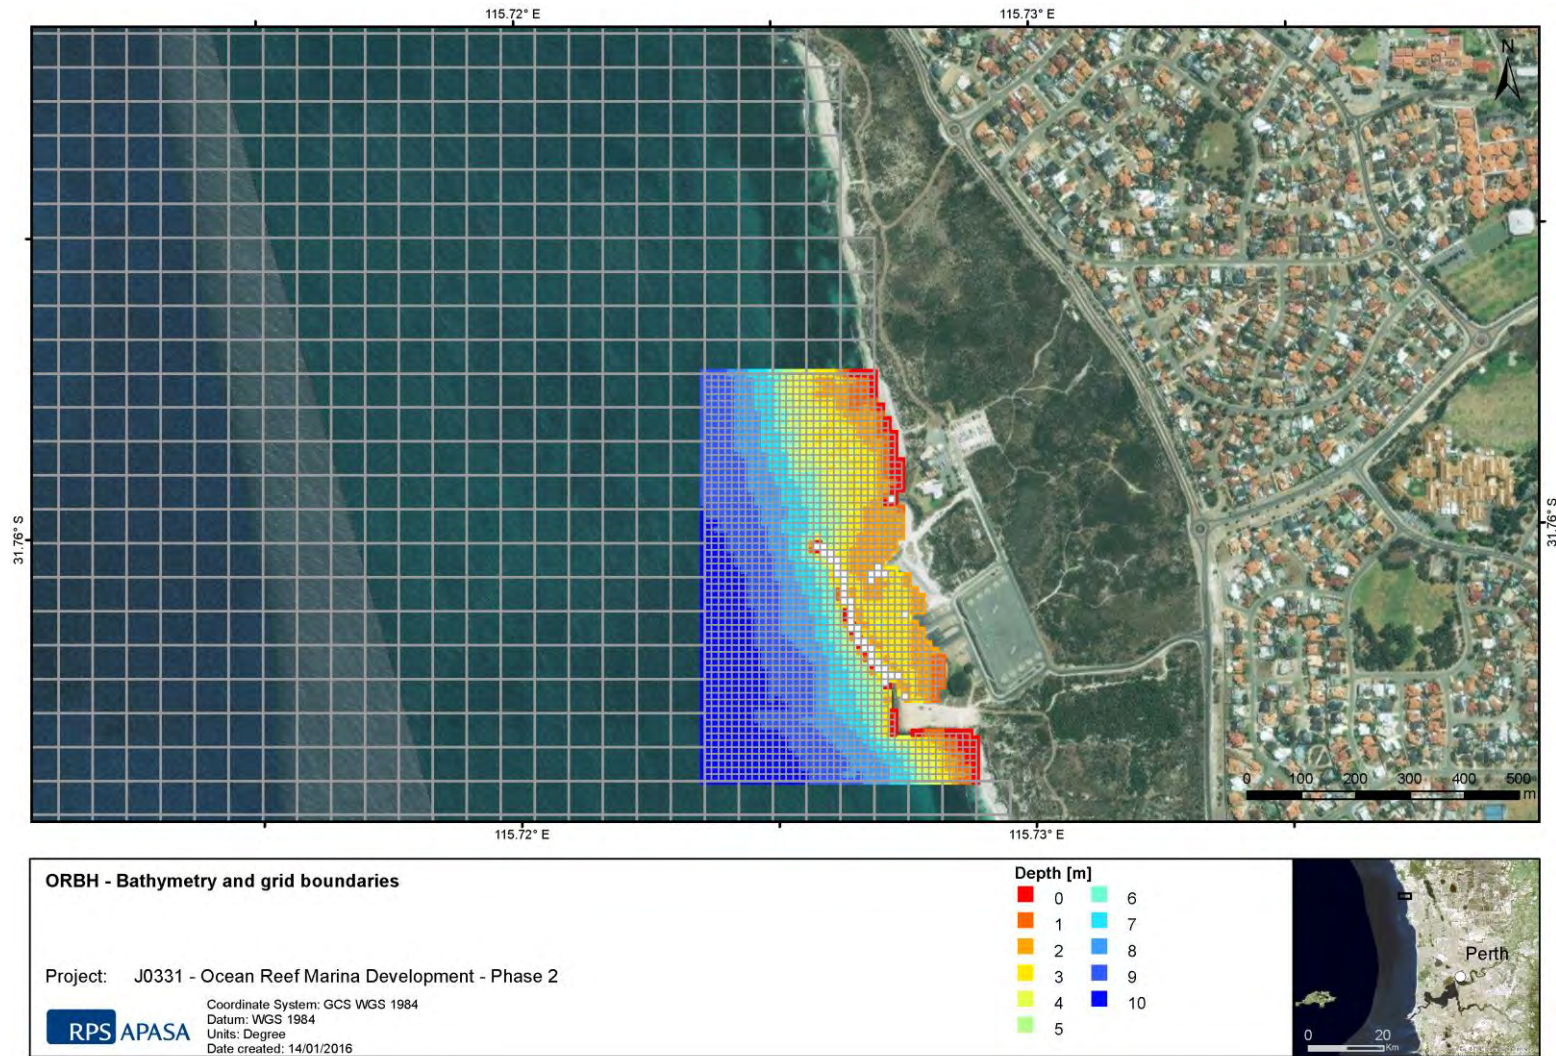 115.72° E
115.73° E
N
31.76° S
31.76° S
0 100 200 300 400 500
m
115.72° E
115.73° E
ORBH - Bathymetry and grid boundaries
Project: J0331 - Ocean Reef Marina Development - Phase 2
RPS APASA
Coordinate System: GCS WGS 1984
Datum: WGS 1984
Units: Degree
Date created: 14/01/2016
Depth [m]
0 6
1 7
2 8
3 9
4 10
5
Perth
0 20
Km